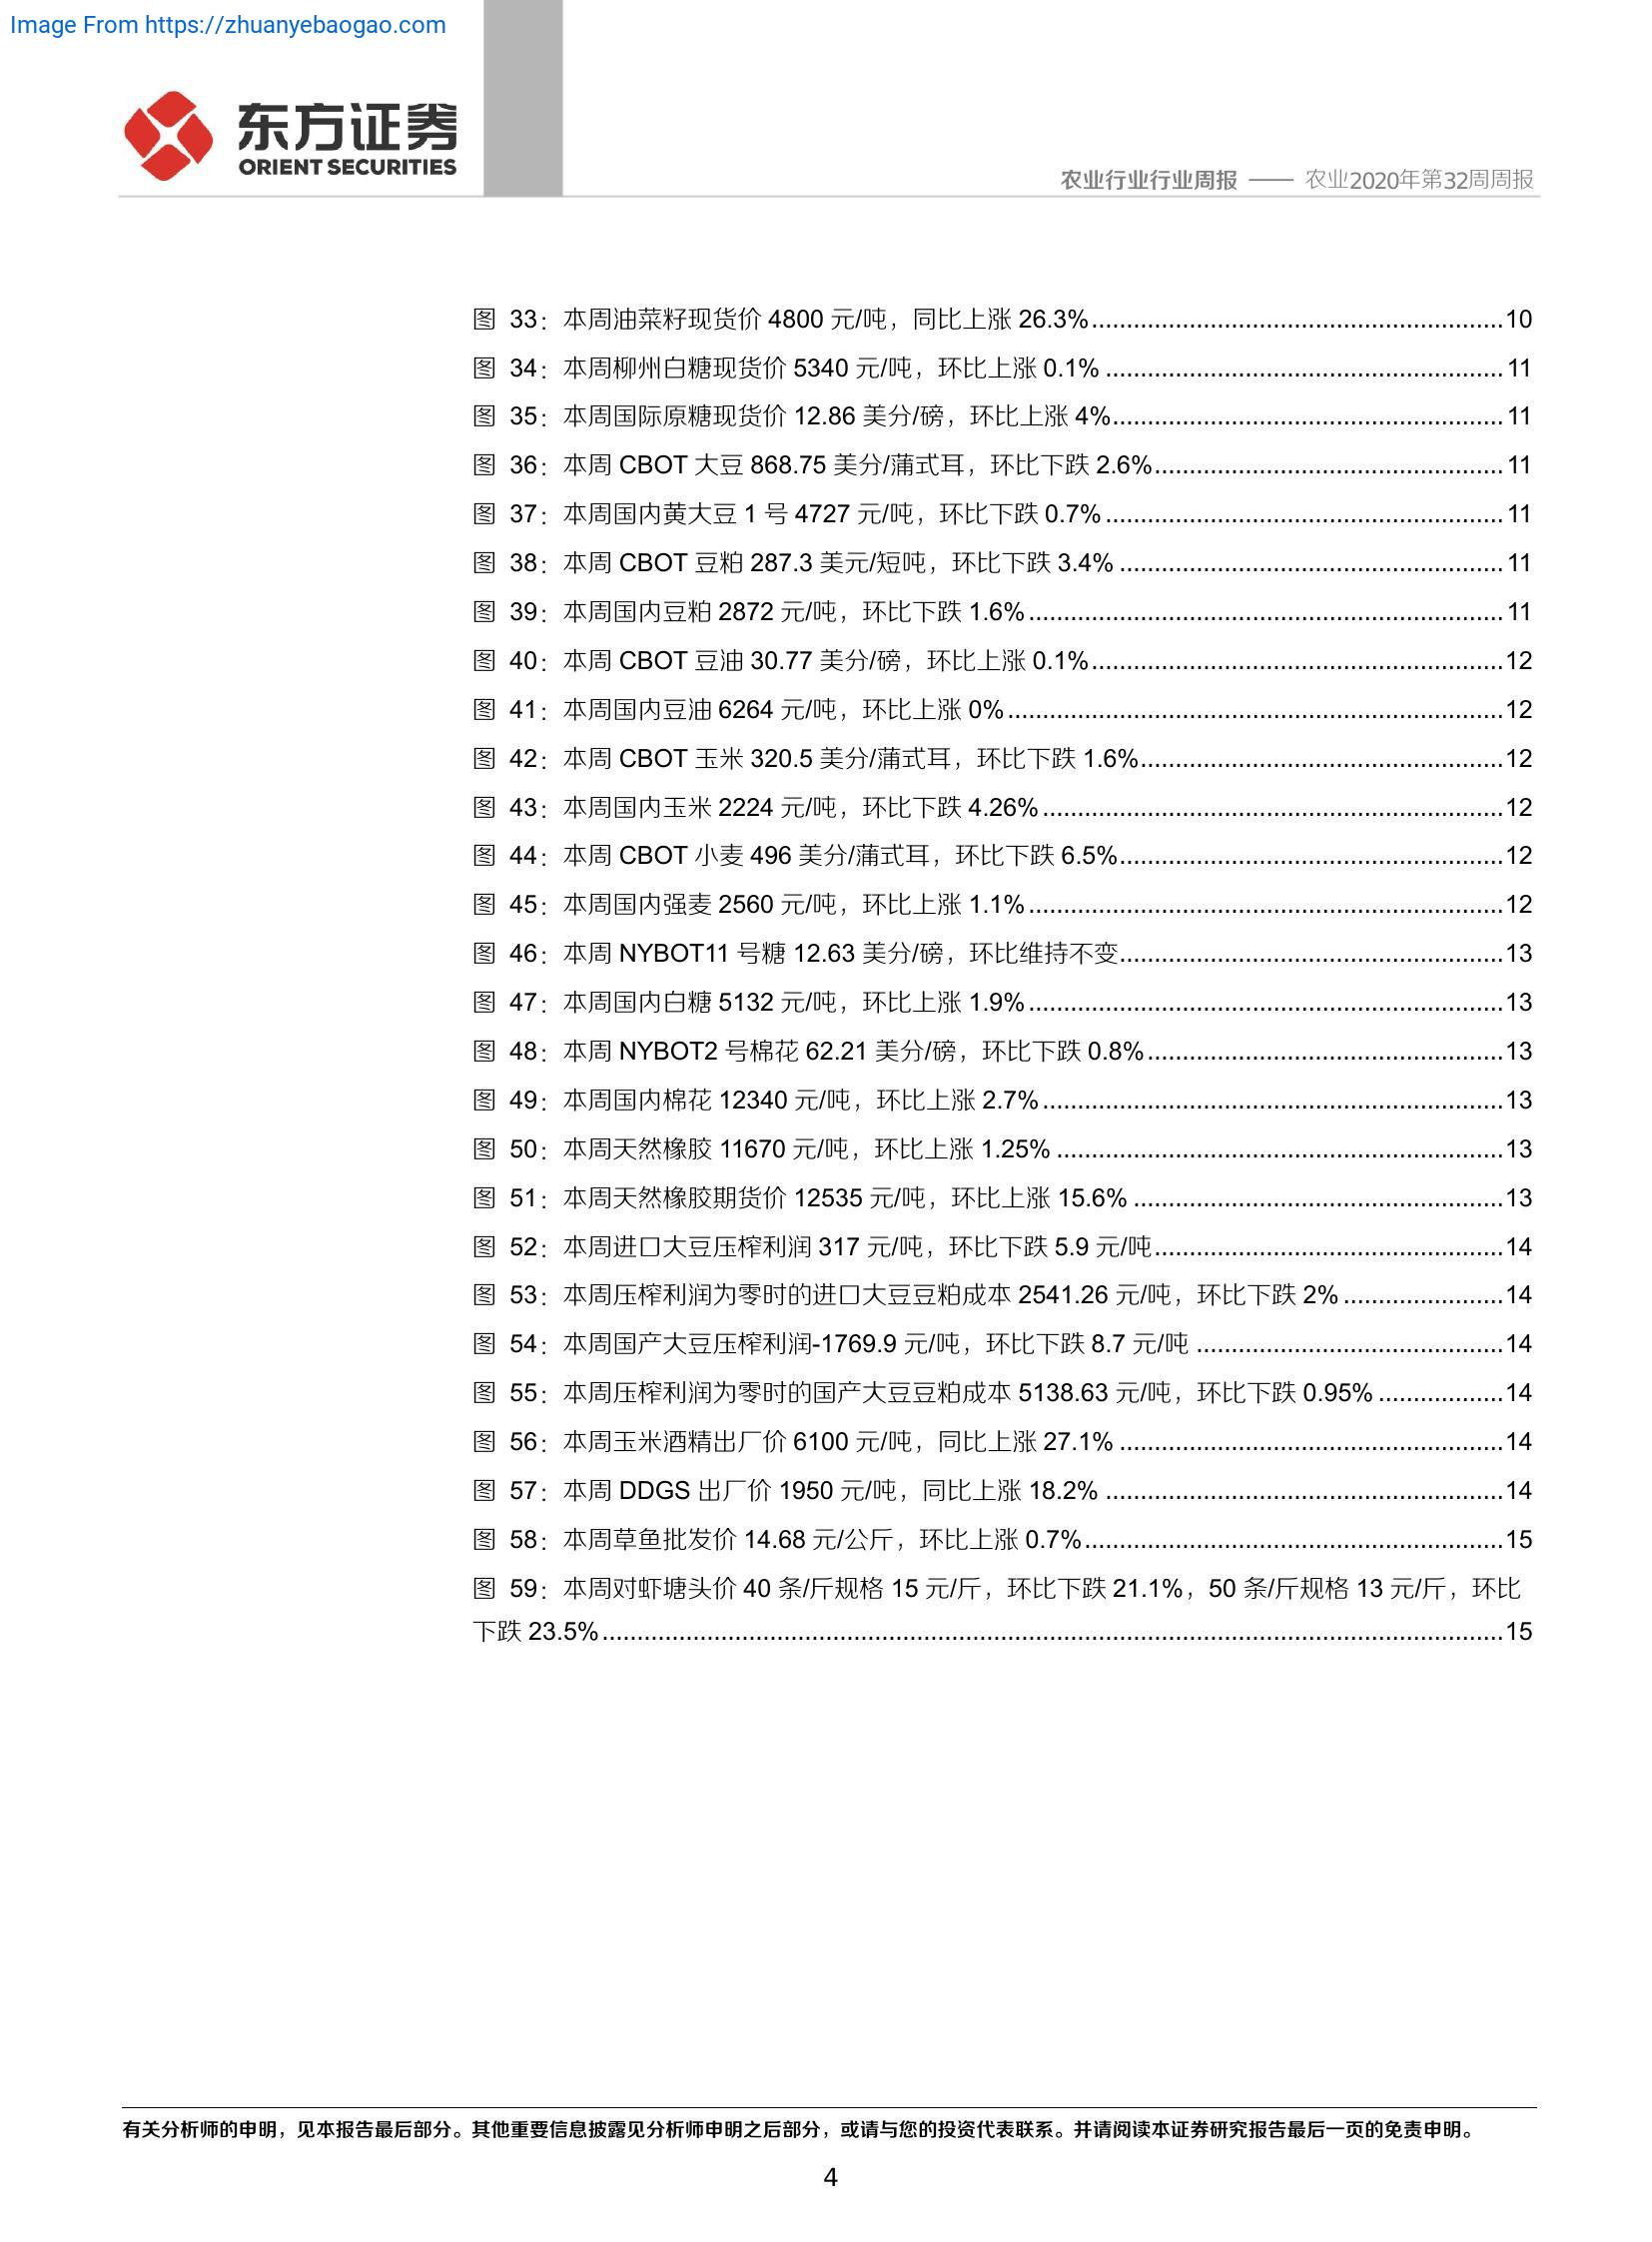 Image From https://zhuanyebaogao.com
东方证券
ORIENT SECURITIES
农业行业行业周报 —— 农业2020年第32周周报
图 33：本周油菜籽现货价 4800 元/吨，同比上涨 26.3%..........10
图 34：本周柳州白糖现货价 5340 元/吨，环比上涨 0.1%..........11
图 35：本周国际原糖现货价 12.86 美分/磅，环比上涨 4%..........11
图 36：本周 CBOT 大豆 868.75 美分/蒲式耳，环比下跌 2.6%..........11
图 37：本周国内黄大豆 1 号 4727 元/吨，环比下跌 0.7%..........11
图 38：本周 CBOT 豆粕 287.3 美元/短吨，环比下跌 3.4%..........11
图 39：本周国内豆粕 2872 元/吨，环比下跌 1.6%..........11
图 40：本周 CBOT 豆油 30.77 美分/磅，环比上涨 0.1%..........12
图 41：本周国内豆油 6264 元/吨，环比上涨 0%..........12
图 42：本周 CBOT 玉米 320.5 美分/蒲式耳，环比下跌 1.6%..........12
图 43：本周国内玉米 2224 元/吨，环比下跌 4.26%..........12
图 44：本周 CBOT 小麦 496 美分/蒲式耳，环比下跌 6.5%..........12
图 45：本周国内强麦 2560 元/吨，环比上涨 1.1%..........12
图 46：本周 NYBOT11 号糖 12.63 美分/磅，环比维持不变..........13
图 47：本周国内白糖 5132 元/吨，环比上涨 1.9%..........13
图 48：本周 NYBOT2 号棉花 62.21 美分/磅，环比下跌 0.8%..........13
图 49：本周国内棉花 12340 元/吨，环比上涨 2.7%..........13
图 50：本周天然橡胶 11670 元/吨，环比上涨 1.25%..........13
图 51：本周天然橡胶期货价 12535 元/吨，环比上涨 15.6%..........13
图 52：本周进口大豆压榨利润 317 元/吨，环比下跌 5.9 元/吨..........14
图 53：本周压榨利润为零时的进口大豆豆粕成本 2541.26 元/吨，环比下跌 2%..........14
图 54：本周国产大豆压榨利润-1769.9 元/吨，环比下跌 8.7 元/吨..........14
图 55：本周压榨利润为零时的国产大豆豆粕成本 5138.63 元/吨，环比下跌 0.95%..........14
图 56：本周玉米酒精出厂价 6100 元/吨，同比上涨 27.1%..........14
图 57：本周 DDGS 出厂价 1950 元/吨，同比上涨 18.2%..........14
图 58：本周草鱼批发价 14.68 元/公斤，环比上涨 0.7%..........15
图 59：本周对虾塘头价 40 条/斤规格 15 元/斤，环比下跌 21.1%，50 条/斤规格 13 元/斤，环比
下跌 23.5%..........15
有关分析师的申明，见本报告最后部分。其他重要信息披露见分析师申明之后部分，或请与您的投资代表联系。并请阅读本证券研究报告最后一页的免责申明。
4